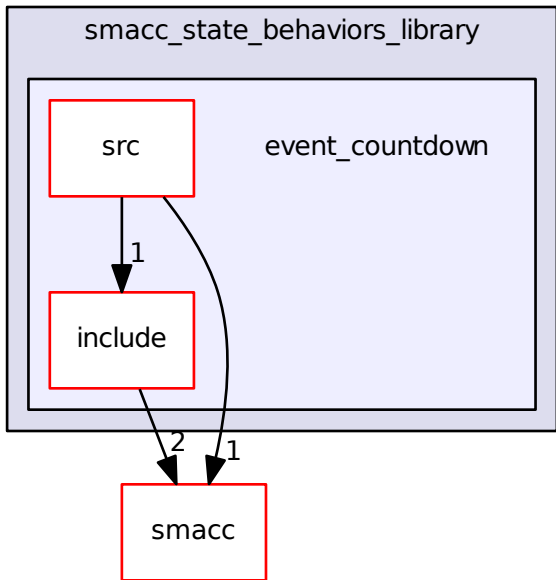 smacc_state_behaviors_library
src
event_countdown
1
include
2
1
smacc